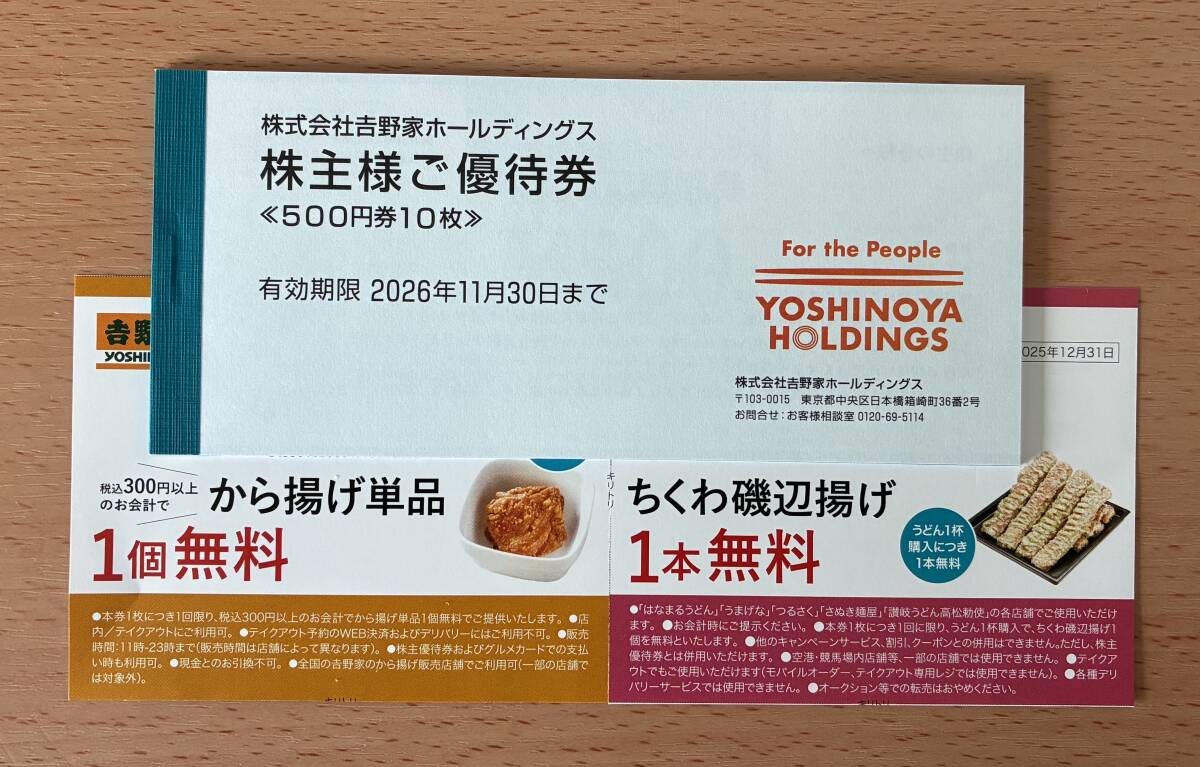 株式会社𠮷野家ホールディングス
株主様ご優待券
≪500円券10枚≫
有効期限 2026年11月30日まで
For the People
YOSHINOYA
HOLDINGS
株式会社𠮷野家ホールディングス
〒103-0015 東京都中央区日本橋箱崎町36番2号
お問合せ：お客様相談室 0120-69-5114
𠮷野
YOSHI
025年12月31日
税込300円以上
のお会計で
から揚げ単品
1個無料
●本券1枚につき1回限り、税込300円以上のお会計でから揚げ単品1個無料でご提供いたします。●店
内／テイクアウトにご利用可。●テイクアウト予約のWEB決済およびデリバリーにはご利用不可。●販売
時間:11時-23時まで(販売時間は店舗によって異なります)。●株主優待券およびグルメカードでの支払
い時も利用可。●現金とのお引換不可。●全国の吉野家のから揚げ販売店舗でご利用可(一部の店舗で
は対象外)。
キリトリ
キリトリ
ちくわ磯辺揚げ
1本無料
うどん1杯
購入につき
1本無料
●「はなまるうどん」「うまげな」「つるさく」「さぬき麺屋」「讃岐うどん高松勅使」の各店舗でご使用いただけ
ます。●お会計時にご提示ください。●本券1枚につき1回に限り、うどん1杯購入で、ちくわ磯辺揚げ1
個を無料といたします。●他のキャンペーンサービス、割引、クーポンとの併用はできません。ただし、株主
優待券とは併用いただけます。●空港・競馬場内店舗等、一部の店舗では使用できません。●テイクア
ウトでもご使用いただけます(モバイルオーダー、テイクアウト専用レジでは使用できません)。●各種デリ
バリーサービスでは使用できません。●オークション等での転売はおやめください。
キリトリ